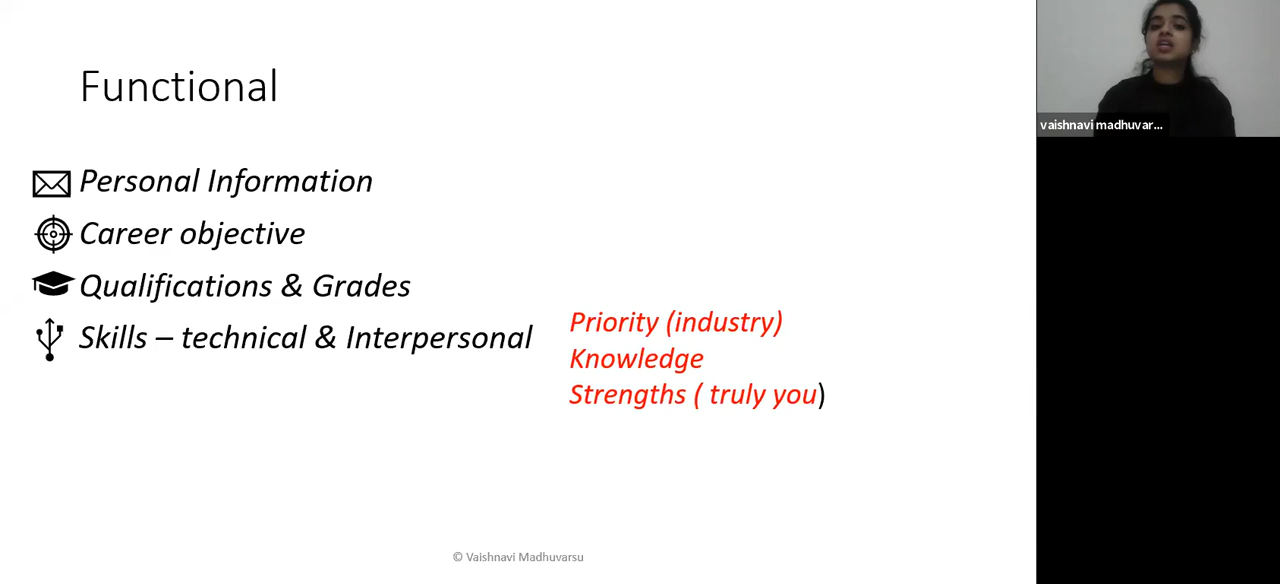 Functional
Personal Information
Career objective
Qualifications & Grades
Skills – technical & Interpersonal
Priority (industry)
Knowledge
Strengths ( truly you)
© Vaishnavi Madhuvarsu
vaishnavi madhuvar...